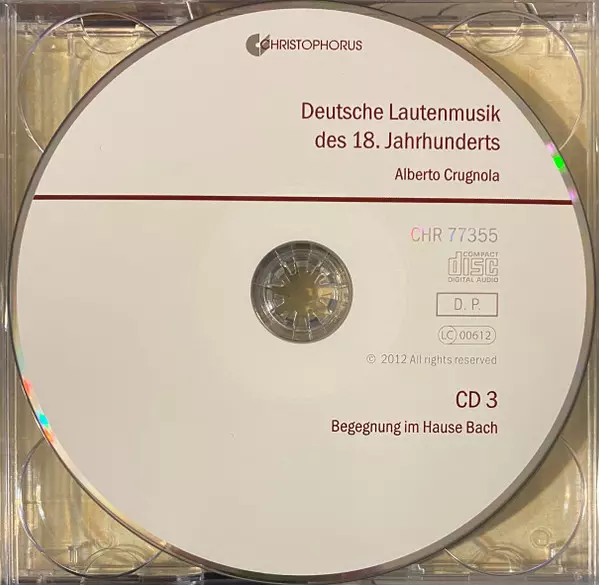 CHRISTOPHORUS
Deutsche Lautenmusik
des 18. Jahrhunderts
Alberto Crugnola
CHR 77355
COMPACT
disc
DIGITAL AUDIO
D. P.
LC 00612
© 2012 All rights reserved
CD 3
Begegnung im Hause Bach